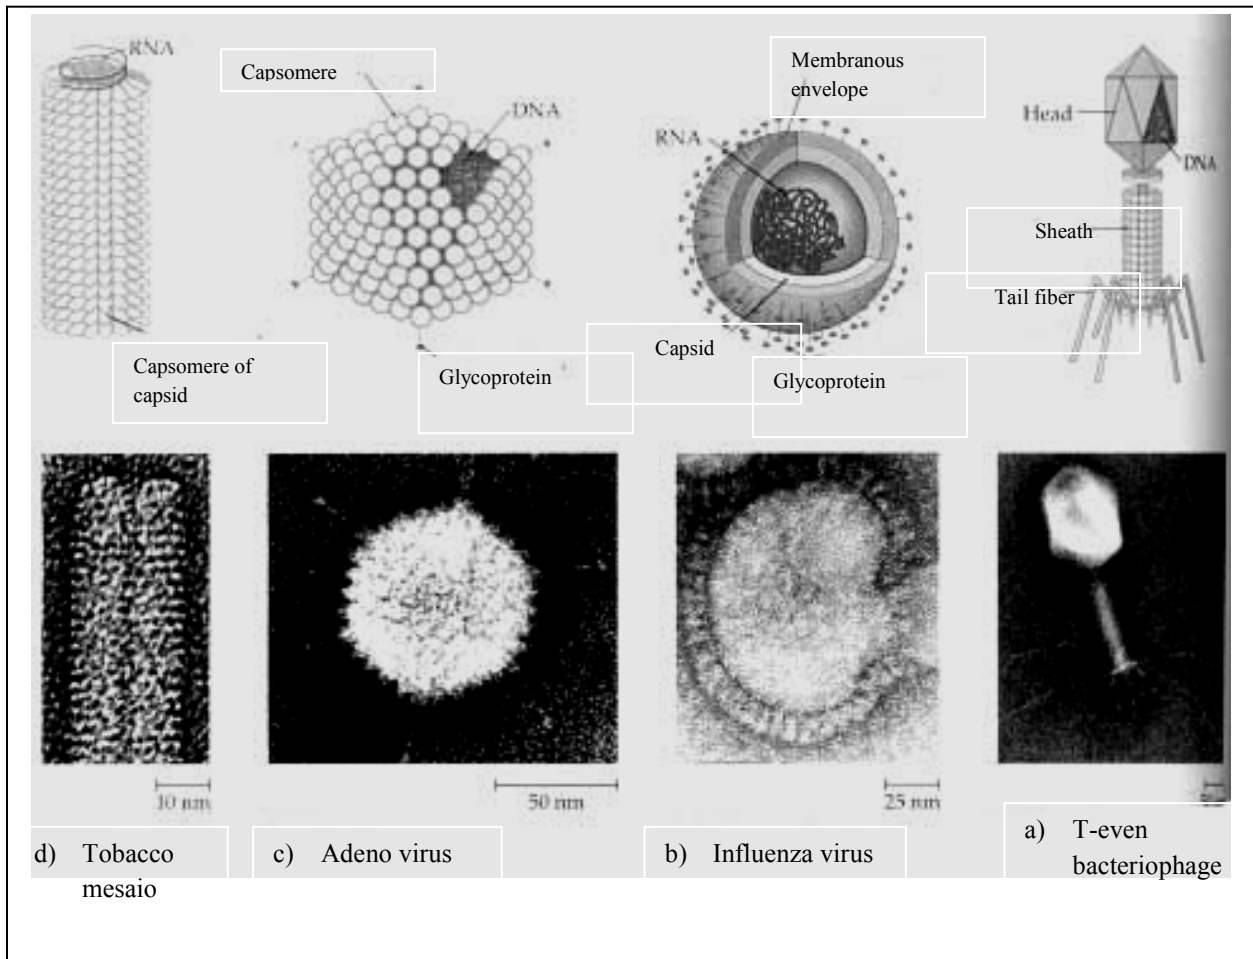 RNA
Capsomere
DNA
Membranous
envelope
RNA
Head
DNA
Sheath
Tail fiber
Capsomere of
capsid
Glycoprotein
Capsid
Glycoprotein
10 nm
50 nm
25 nm
d) Tobacco
mesaio
c) Adeno virus
b) Influenza virus
a) T-even
bacteriophage